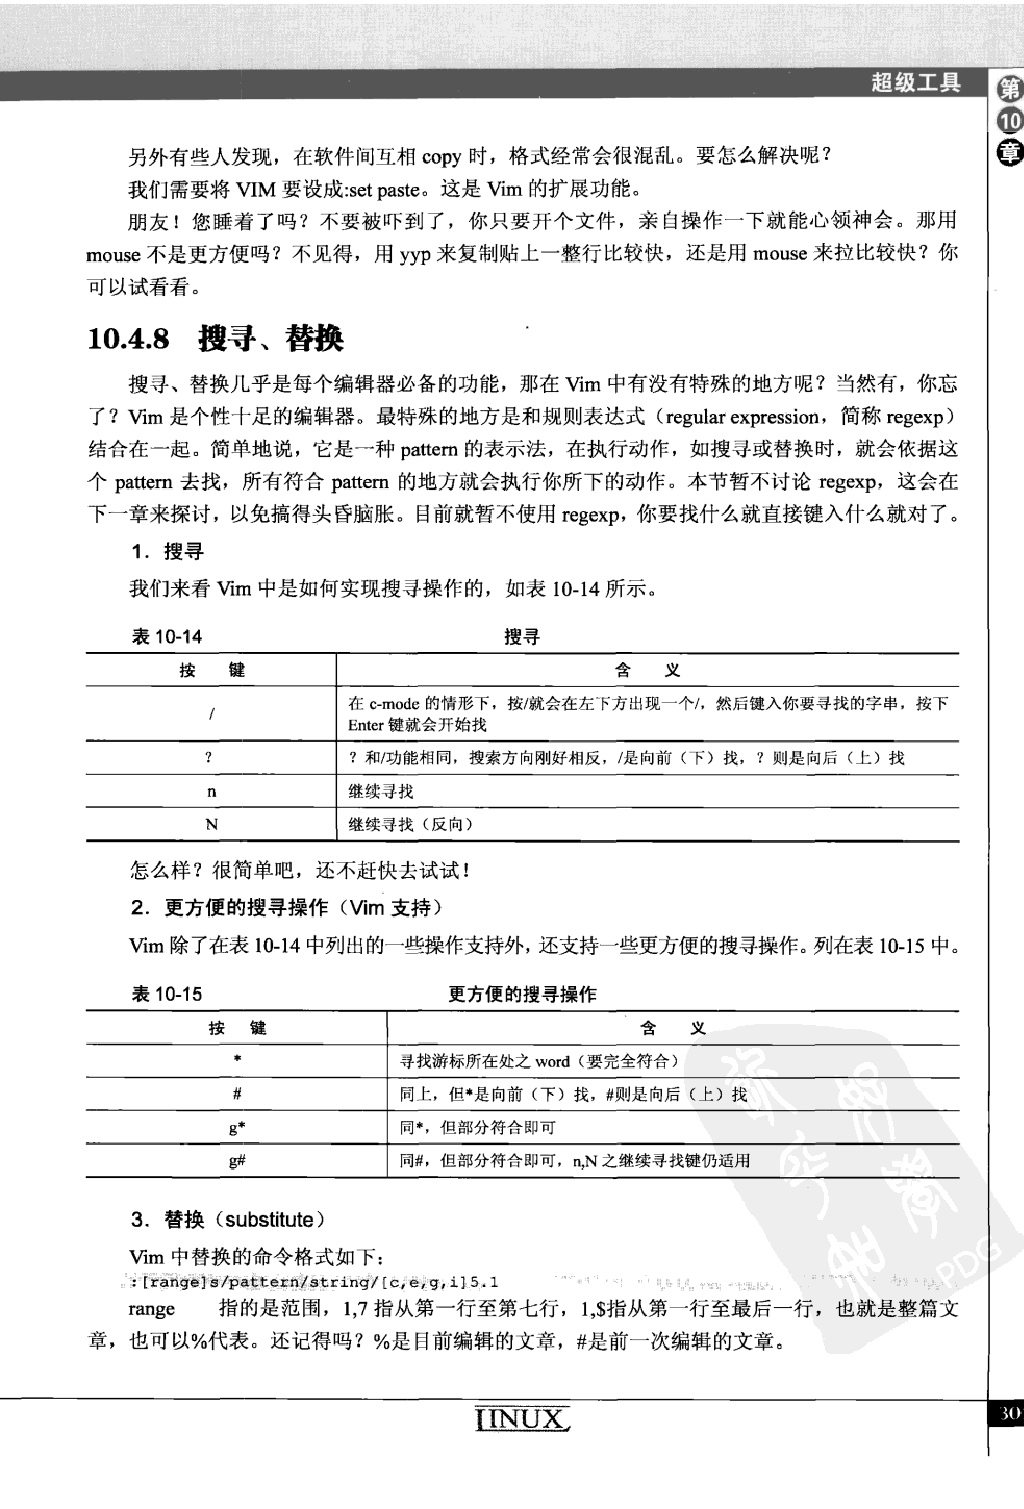 超级工具
第
10
章
另外有些人发现，在软件间互相 copy 时，格式经常会很混乱。要怎么解决呢？
我们需要将 VIM 要设成:set paste。这是 Vim 的扩展功能。
朋友！您睡着了吗？不要被吓到了，你只要开个文件，亲自操作一下就能心领神会。那用
mouse 不是更方便吗？不见得，用 yyp 来复制贴上一整行比较快，还是用 mouse 来拉比较快？你
可以试看看。
10.4.8 搜寻、替换
搜寻、替换几乎是每个编辑器必备的功能，那在 Vim 中有没有特殊的地方呢？当然有，你忘
了？Vim 是个性十足的编辑器。最特殊的地方是和规则表达式（regular expression，简称 regexp）
结合在一起。简单地说，它是一种 pattern 的表示法，在执行动作，如搜寻或替换时，就会依据这
个 pattern 去找，所有符合 pattern 的地方就会执行你所下的动作。本节暂不讨论 regexp，这会在
下一章来探讨，以免搞得头昏脑胀。目前就暂不使用 regexp，你要找什么就直接键入什么就对了。
1．搜寻
我们来看 Vim 中是如何实现搜寻操作的，如表 10-14 所示。
表 10-14 搜寻
按 键 含 义
/ 在 c-mode 的情形下，按/就会在左下方出现一个/，然后键入你要寻找的字串，按下
Enter 键就会开始找
? ？和/功能相同，搜索方向刚好相反，/是向前（下）找，？则是向后（上）找
n 继续寻找
N 继续寻找（反向）
怎么样？很简单吧，还不赶快去试试！
2．更方便的搜寻操作（Vim 支持）
Vim 除了在表 10-14 中列出的一些操作支持外，还支持一些更方便的搜寻操作。列在表 10-15 中。
表 10-15 更方便的搜寻操作
按 键 含 义
* 寻找游标所在处之 word（要完全符合）
# 同上，但*是向前（下）找，#则是向后（上）找
g* 同*，但部分符合即可
g# 同#，但部分符合即可，n,N 之继续寻找键仍适用
3．替换（substitute）
Vim 中替换的命令格式如下：
:[range]s/pattern/string/[c,e,g,i]5.1
range 指的是范围，1,7 指从第一行至第七行，1,$指从第一行至最后一行，也就是整篇文
章，也可以%代表。还记得吗？%是目前编辑的文章，#是前一次编辑的文章。
PDG
LINUX
30